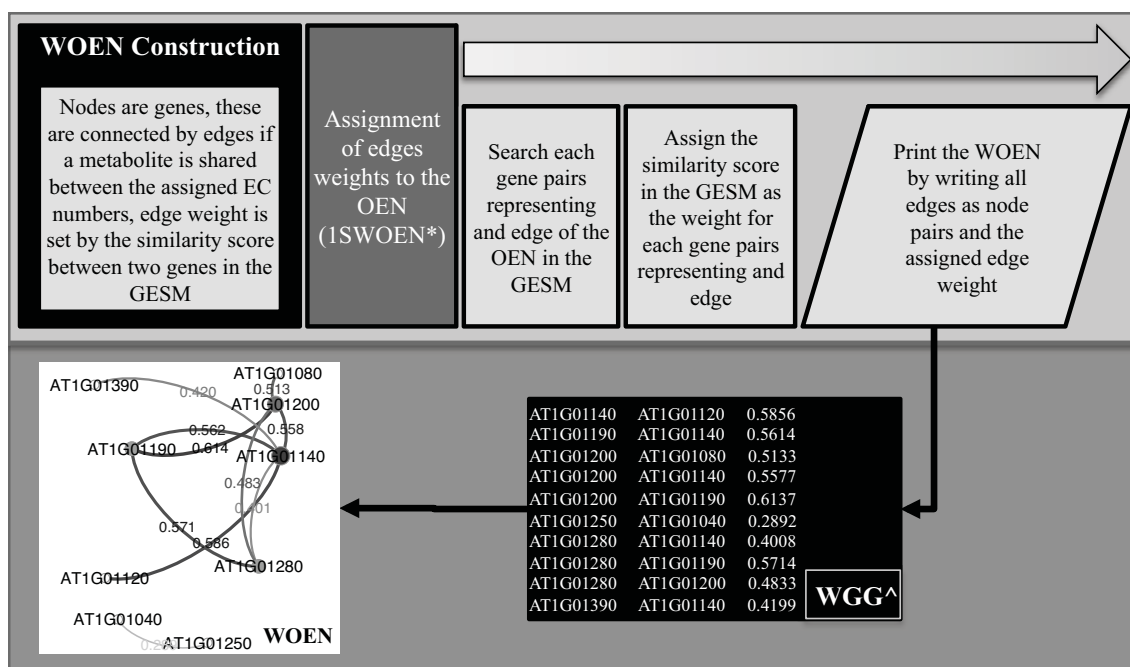 WOEN Construction
Nodes are genes, these
are connected by edges if
a metabolite is shared
between the assigned EC
numbers, edge weight is
set by the similarity score
between two genes in the
GESM
Assignment
of edges
weights to the
OEN
(1SWOEN*)
Search each
gene pairs
representing
and edge of the
OEN in the
GESM
Assign the
similarity score
in the GESM as
the weight for
each gene pairs
representing and
edge
Print the WOEN
by writing all
edges as node
pairs and the
assigned edge
weight
AT1G01390
AT1G01080
0.420
0.513
AT1G01200
0.562
0.558
AT1G01190
0.614
AT1G01140
0.483
0.401
0.571
0.586
AT1G01280
AT1G01120
AT1G01040
AT1G01250
WOEN
AT1G01140 AT1G01120 0.5856
AT1G01190 AT1G01140 0.5614
AT1G01200 AT1G01080 0.5133
AT1G01200 AT1G01140 0.5577
AT1G01200 AT1G01190 0.6137
AT1G01250 AT1G01040 0.2892
AT1G01280 AT1G01140 0.4008
AT1G01280 AT1G01190 0.5714
AT1G01280 AT1G01200 0.4833
AT1G01390 AT1G01140 0.4199
WGG^